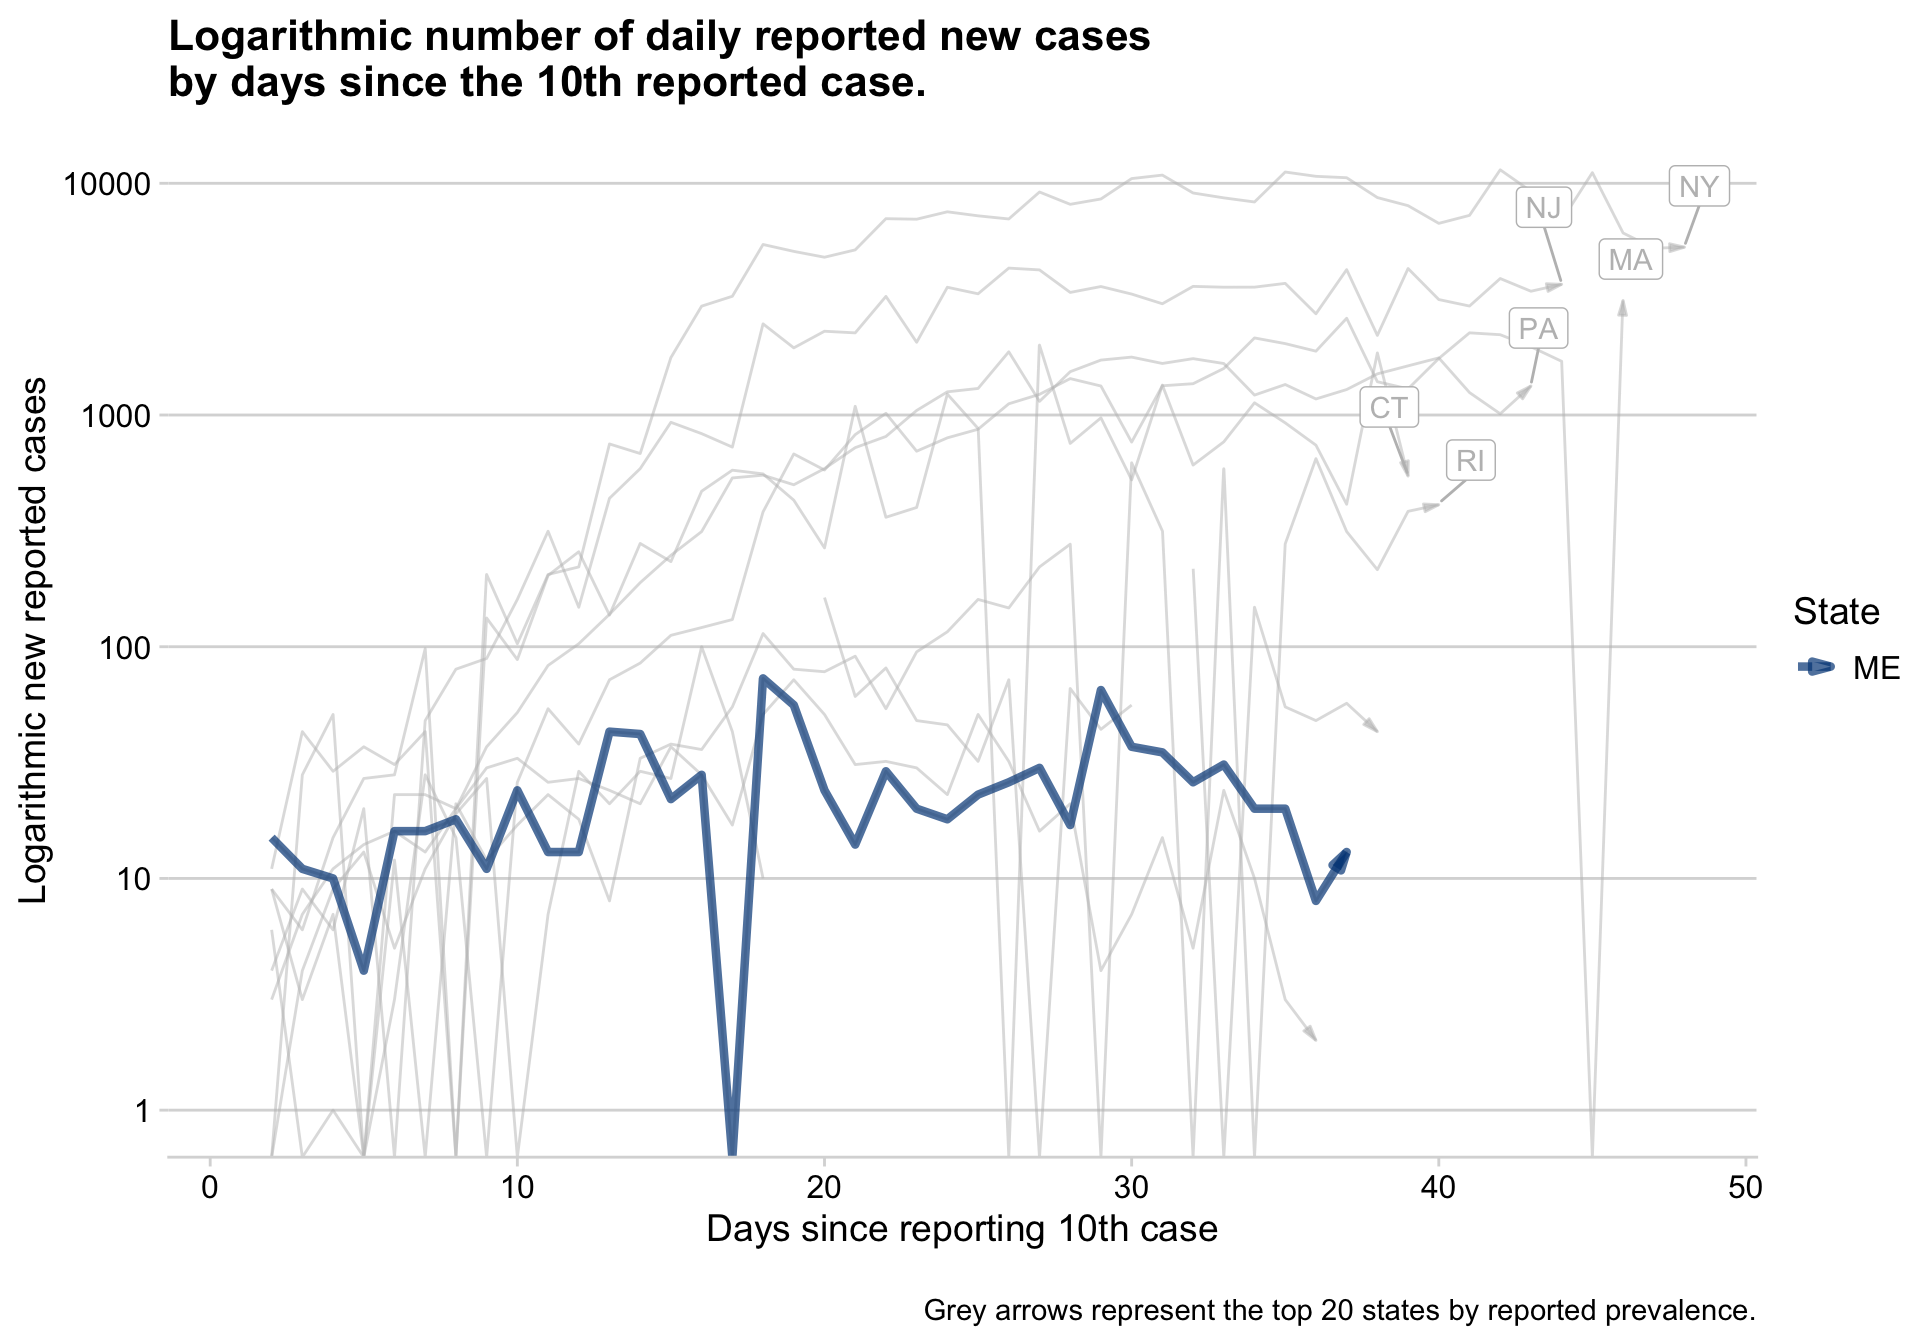 Logarithmic number of daily reported new cases
by days since the 10th reported case.
Logarithmic new reported cases
10000
1000
100
10
1
NY
NJ
MA
PA
CT
RI
State
ME
0
10
20
30
40
50
Days since reporting 10th case
Grey arrows represent the top 20 states by reported prevalence.